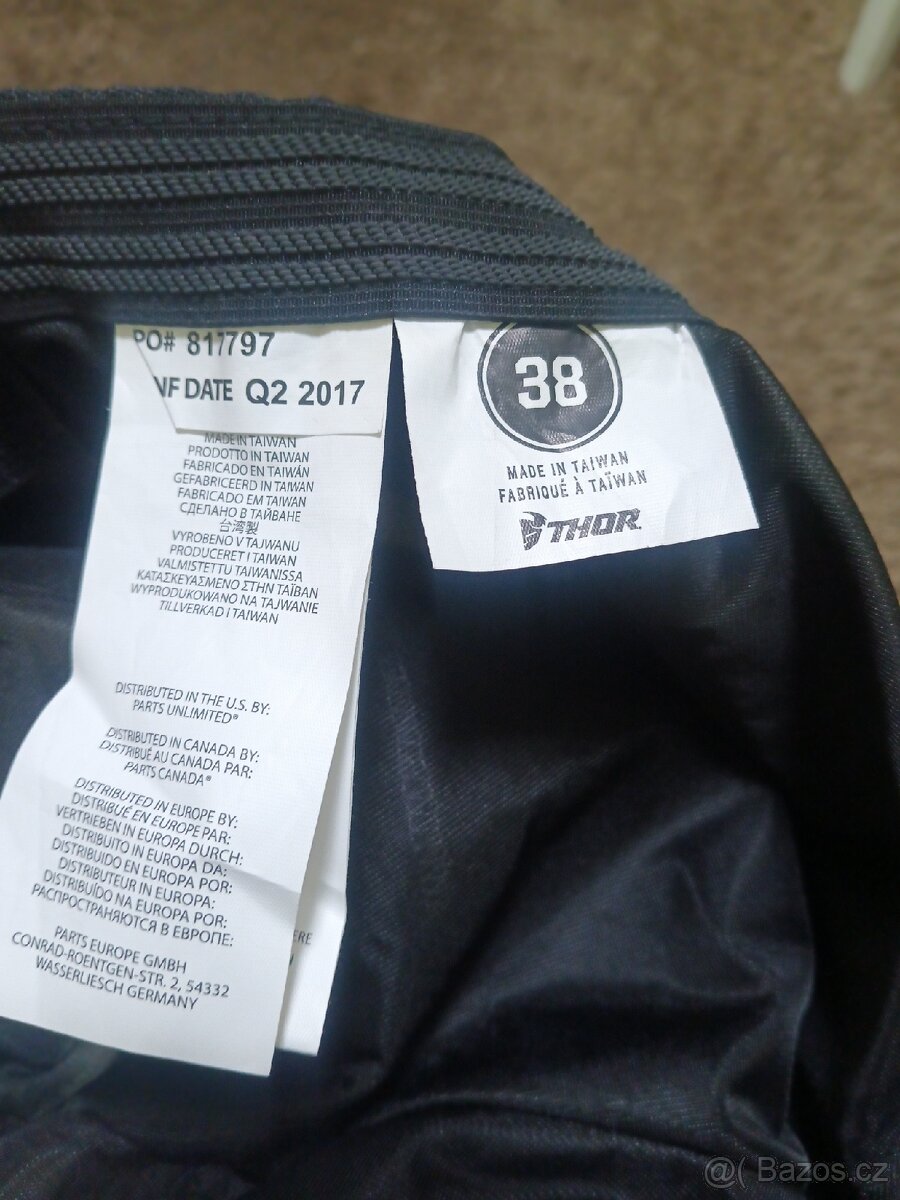 PO# 817797
NF DATE Q2 2017
MADE IN TAIWAN
PRODOTTO IN TAIWAN
FABRICADO EN TAIWÁN
GEFABRICEERD IN TAIWAN
FABRICADO EM TAIWAN
СДЕЛАНО В ТАЙВАНЕ
台湾製
VYROBENO V TAJWANU
PRODUCERET I TAIWAN
VALMISTETTU TAIWANISSA
ΚΑΤΑΣΚΕΥΑΣΜΕΝΟ ΣΤΗΝ ΤΑΪΒΑΝ
WYPRODUKOWANO NA TAJWANIE
TILLVERKAD I TAIWAN
DISTRIBUTED IN THE U.S. BY:
PARTS UNLIMITED®
DISTRIBUTED IN CANADA BY:
DISTRIBUÉ AU CANADA PAR:
PARTS CANADA®
DISTRIBUTED IN EUROPE BY:
DISTRIBUÉ EN EUROPE PAR:
VERTRIEBEN IN EUROPA DURCH:
DISTRIBUITO IN EUROPA DA:
DISTRIBUIDO EN EUROPA POR:
DISTRIBUTEUR IN EUROPA:
DISTRIBUÍDO NA EUROPA POR:
РАСПРОСТРАНЯЮТСЯ В ЕВРОПЕ:
PARTS EUROPE GMBH
CONRAD-ROENTGEN-STR. 2, 54332
WASSERLIESCH GERMANY
ERE
38
MADE IN TAIWAN
FABRIQUÉ À TAÏWAN
THOR
@( Bazos.cz